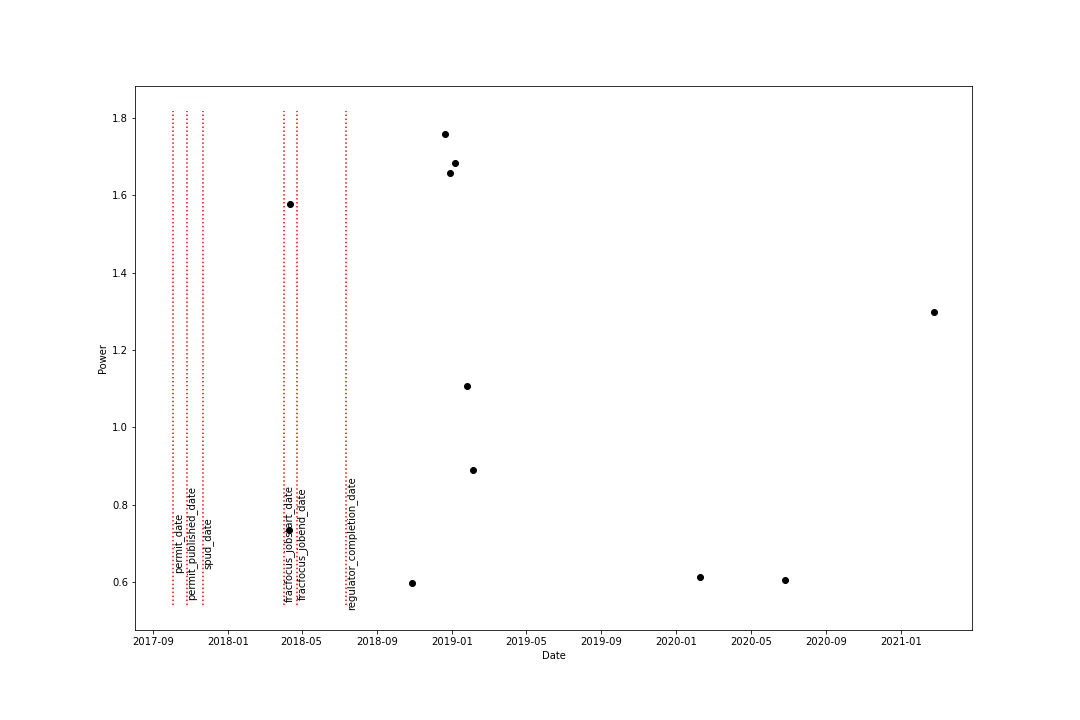 1.8
1.6
1.4
1.2
1.0
0.8
0.6
Power
permit_date
permit_published_date
spud_date
fracfocus_jobstart_date
fracfocus_jobend_date
regulator_completion_date
2017-09
2018-01
2018-05
2018-09
2019-01
2019-05
2019-09
2020-01
2020-05
2020-09
2021-01
Date